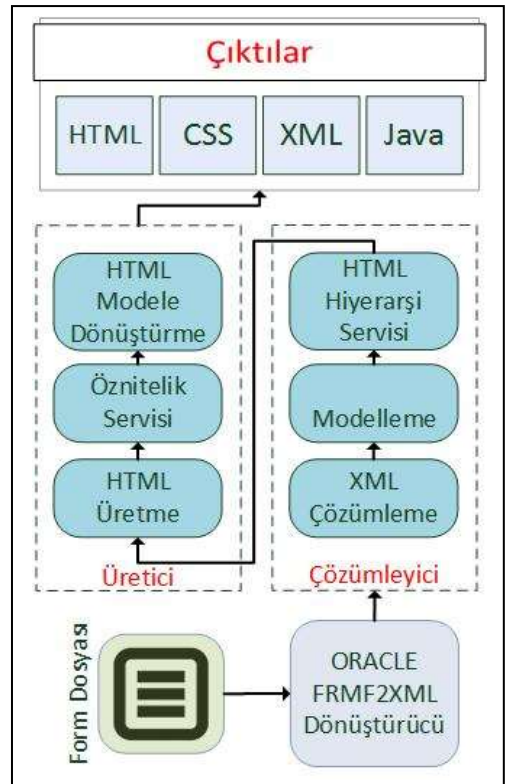 Çıktılar
HTML
CSS
XML
Java
HTML
Modele
Dönüştürme
Öznitelik
Servisi
HTML
Üretme
Üretici
HTML
Hiyerarşi
Servisi
Modelleme
XML
Çözümleme
Çözümleyici
Form Dosyası
ORACLE
FRMF2XML
Dönüştürücü